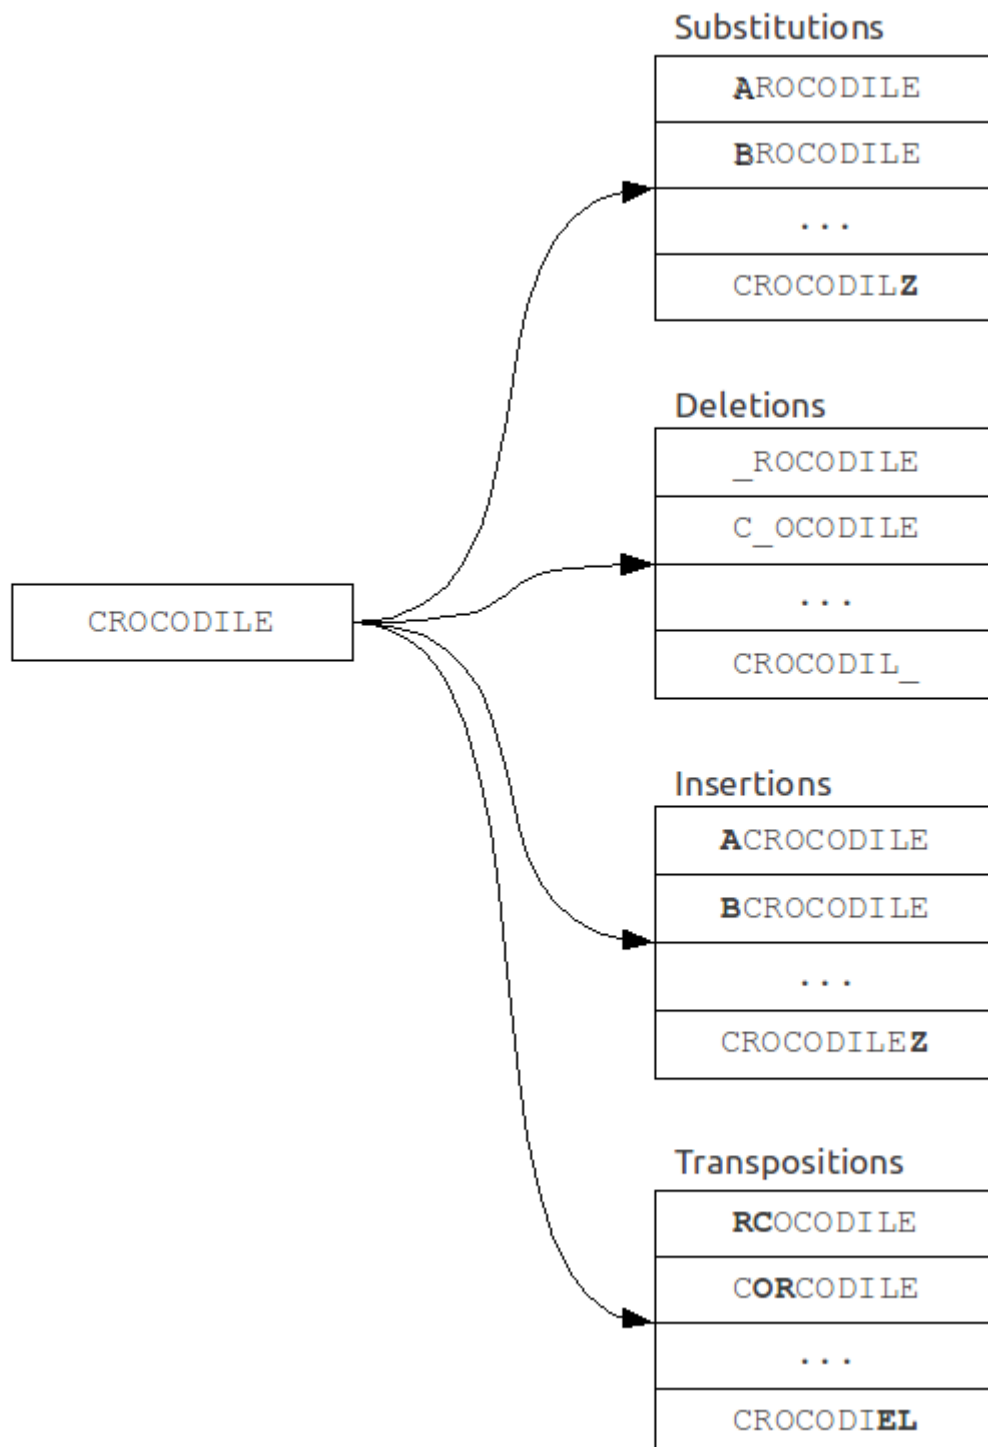 Substitutions
AROCODILE
BROCODILE
...
CROCODILZ
Deletions
_ROCODILE
C_OCODILE
...
CROCODIL_
CROCODILE
Insertions
ACROCODILE
BCROCODILE
...
CROCODILEZ
Transpositions
RCOCODILE
CORCODILE
...
CROCODIEL